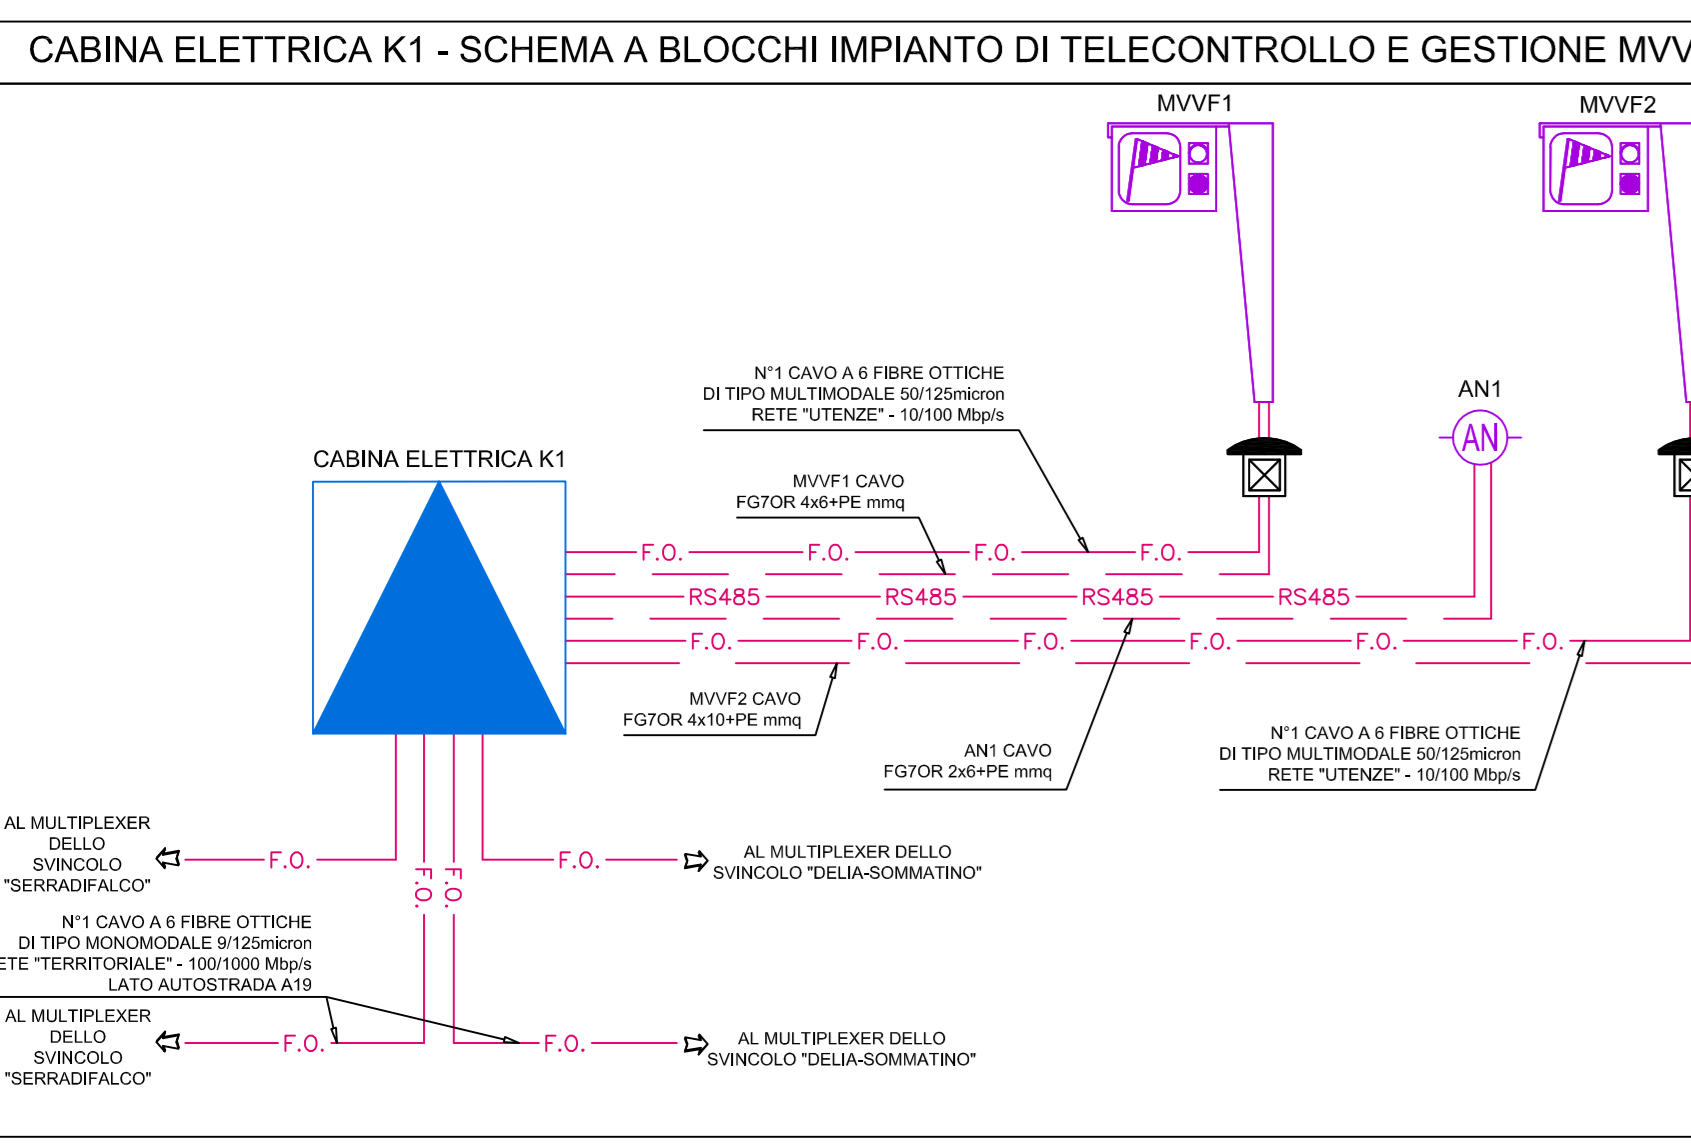 CABINA ELETTRICA K1 - SCHEMA A BLOCCHI IMPIANTO DI TELECONTROLLO E GESTIONE
MVVF1
MVVF2
N°1 CAVO A 6 FIBRE OTTICHE
DI TIPO MULTIMODALE 50/125micron
RETE "UTENZE" - 10/100 Mbp/s
AN1
AN
CABINA ELETTRICA K1
MVVF1 CAVO
FG7OR 4x6+PE mmq
F.O. F.O. F.O. F.O.
RS485 RS485 RS485 RS485
F.O. F.O. F.O. F.O. F.O. F.O.
MVVF2 CAVO
FG7OR 4x10+PE mmq
AN1 CAVO
FG7OR 2x6+PE mmq
N°1 CAVO A 6 FIBRE OTTICHE
DI TIPO MULTIMODALE 50/125micron
RETE "UTENZE" - 10/100 Mbp/s
AL MULTIPLEXER
DELLO
SVINCOLO
"SERRADIFALCO"
F.O.
F.O.
AL MULTIPLEXER DELLO
SVINCOLO "DELIA-SOMMATINO"
F.O.
F.O.
N°1 CAVO A 6 FIBRE OTTICHE
DI TIPO MONOMODALE 9/125micron
"TERRITORIALE" - 100/1000 Mbp/s
LATO AUTOSTRADA A19
AL MULTIPLEXER
DELLO
SVINCOLO
"SERRADIFALCO"
F.O.
F.O.
AL MULTIPLEXER DELLO
SVINCOLO "DELIA-SOMMATINO"